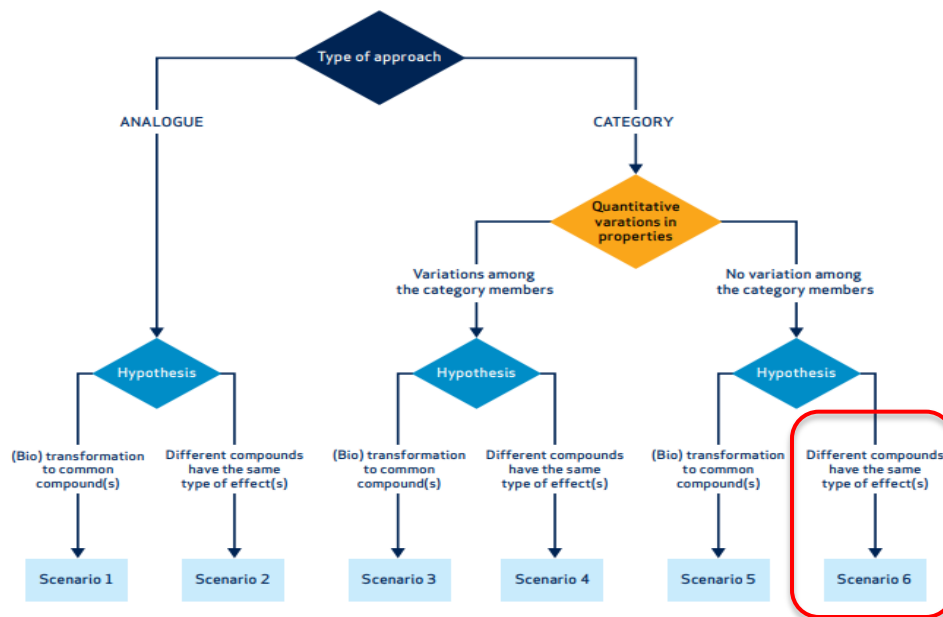 Type of approach
ANALOGUE
CATEGORY
Quantitative
varations in
properties
Variations among
the category members
No variation among
the category members
Hypothesis
Hypothesis
Hypothesis
(Bio) transformation
to common
compound(s)
Different compounds
have the same
type of effect(s)
(Bio) transformation
to common
compound(s)
Different compounds
have the same
type of effect(s)
(Bio) transformation
to common
compound(s)
Different compounds
have the same
type of effect(s)
Scenario 1
Scenario 2
Scenario 3
Scenario 4
Scenario 5
Scenario 6